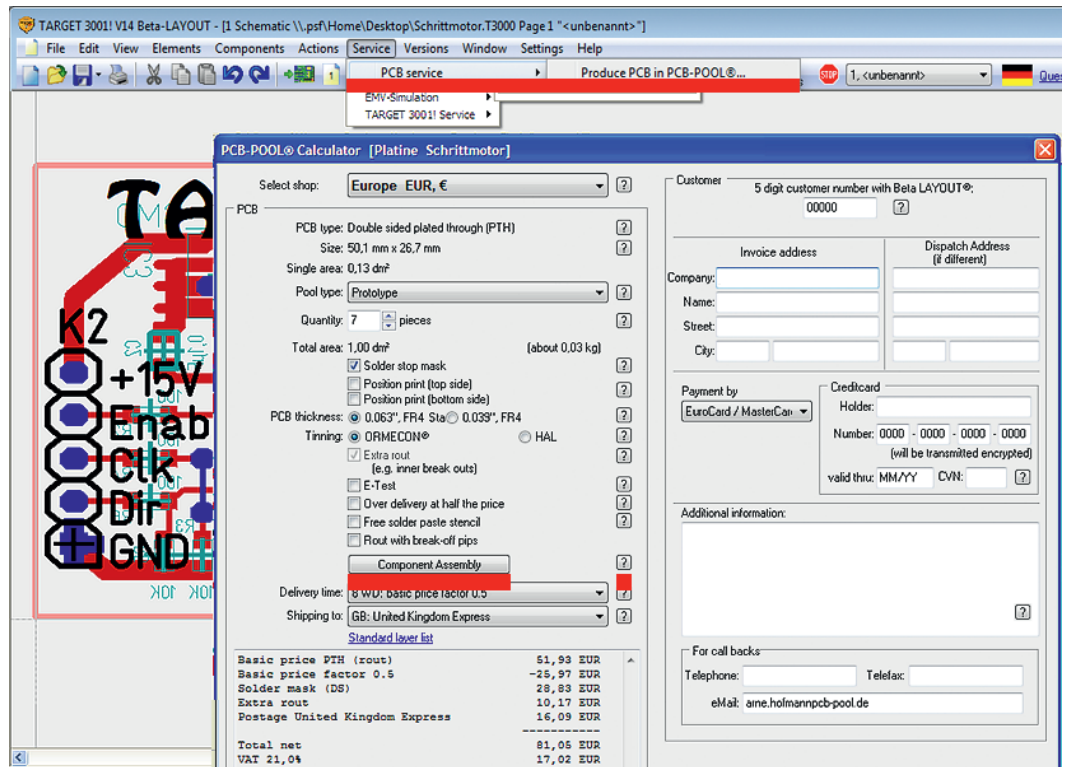 TARGET 3001! V14 Beta-LAYOUT - [1 Schematic \\.psf\Home\Desktop\Schrittmotor.T3000 Page 1 "<unbenannt>"]
File Edit View Elements Components Actions Service Versions Window Settings Help
PCB service Produce PCB in PCB-POOL®...
STOP 1, <unbenannt> Ques
EMV-Simulation
TARGET 3001! Service
PCB-POOL® Calculator [Platine Schrittmotor]
Select shop: Europe EUR, € ?
PCB
PCB type: Double sided plated through (PTH) ?
Size: 50,1 mm x 26,7 mm ?
Single area: 0,13 dm²
Pool type: Prototype ?
Quantity: 7 pieces ?
Total area: 1,00 dm² (about 0,03 kg)
Solder stop mask ?
Position print (top side) ?
Position print (bottom side)
PCB thickness: 0.063", FR4 Sta 0.039", FR4 ?
Tinning: ORMECON® HAL ?
Extra rout ?
(e.g. inner break outs)
E-Test ?
Over delivery at half the price ?
Free solder paste stencil ?
Rout with break-off pips
Component Assembly ?
Delivery time: 8 WD: basic price factor 0.5 ?
Shipping to: GB: United Kingdom Express ?
Standard layer list
Basic price PTH (rout) 51,93 EUR
Basic price factor 0.5 -25,97 EUR
Solder mask (DS) 28,83 EUR
Extra rout 10,17 EUR
Postage United Kingdom Express 16,09 EUR
------------
Total net 81,05 EUR
VAT 21,0% 17,02 EUR
Customer
5 digit customer number with Beta LAYOUT®;
00000 ?
Invoice address Dispatch Address
(if different)
Company:
Name:
Street:
City:
Payment by
EuroCard / MasterCar
Creditcard
Holder:
Number: 0000 - 0000 - 0000 - 0000
(will be transmitted encrypted)
valid thru: MM/YY CVN: ?
Additional information:
?
For call backs
Telephone: Telefax:
eMail: arne.hofmannpcb-pool.de
TA
K2
+15V
Enab
Clk
Dir
GND
10K 10K